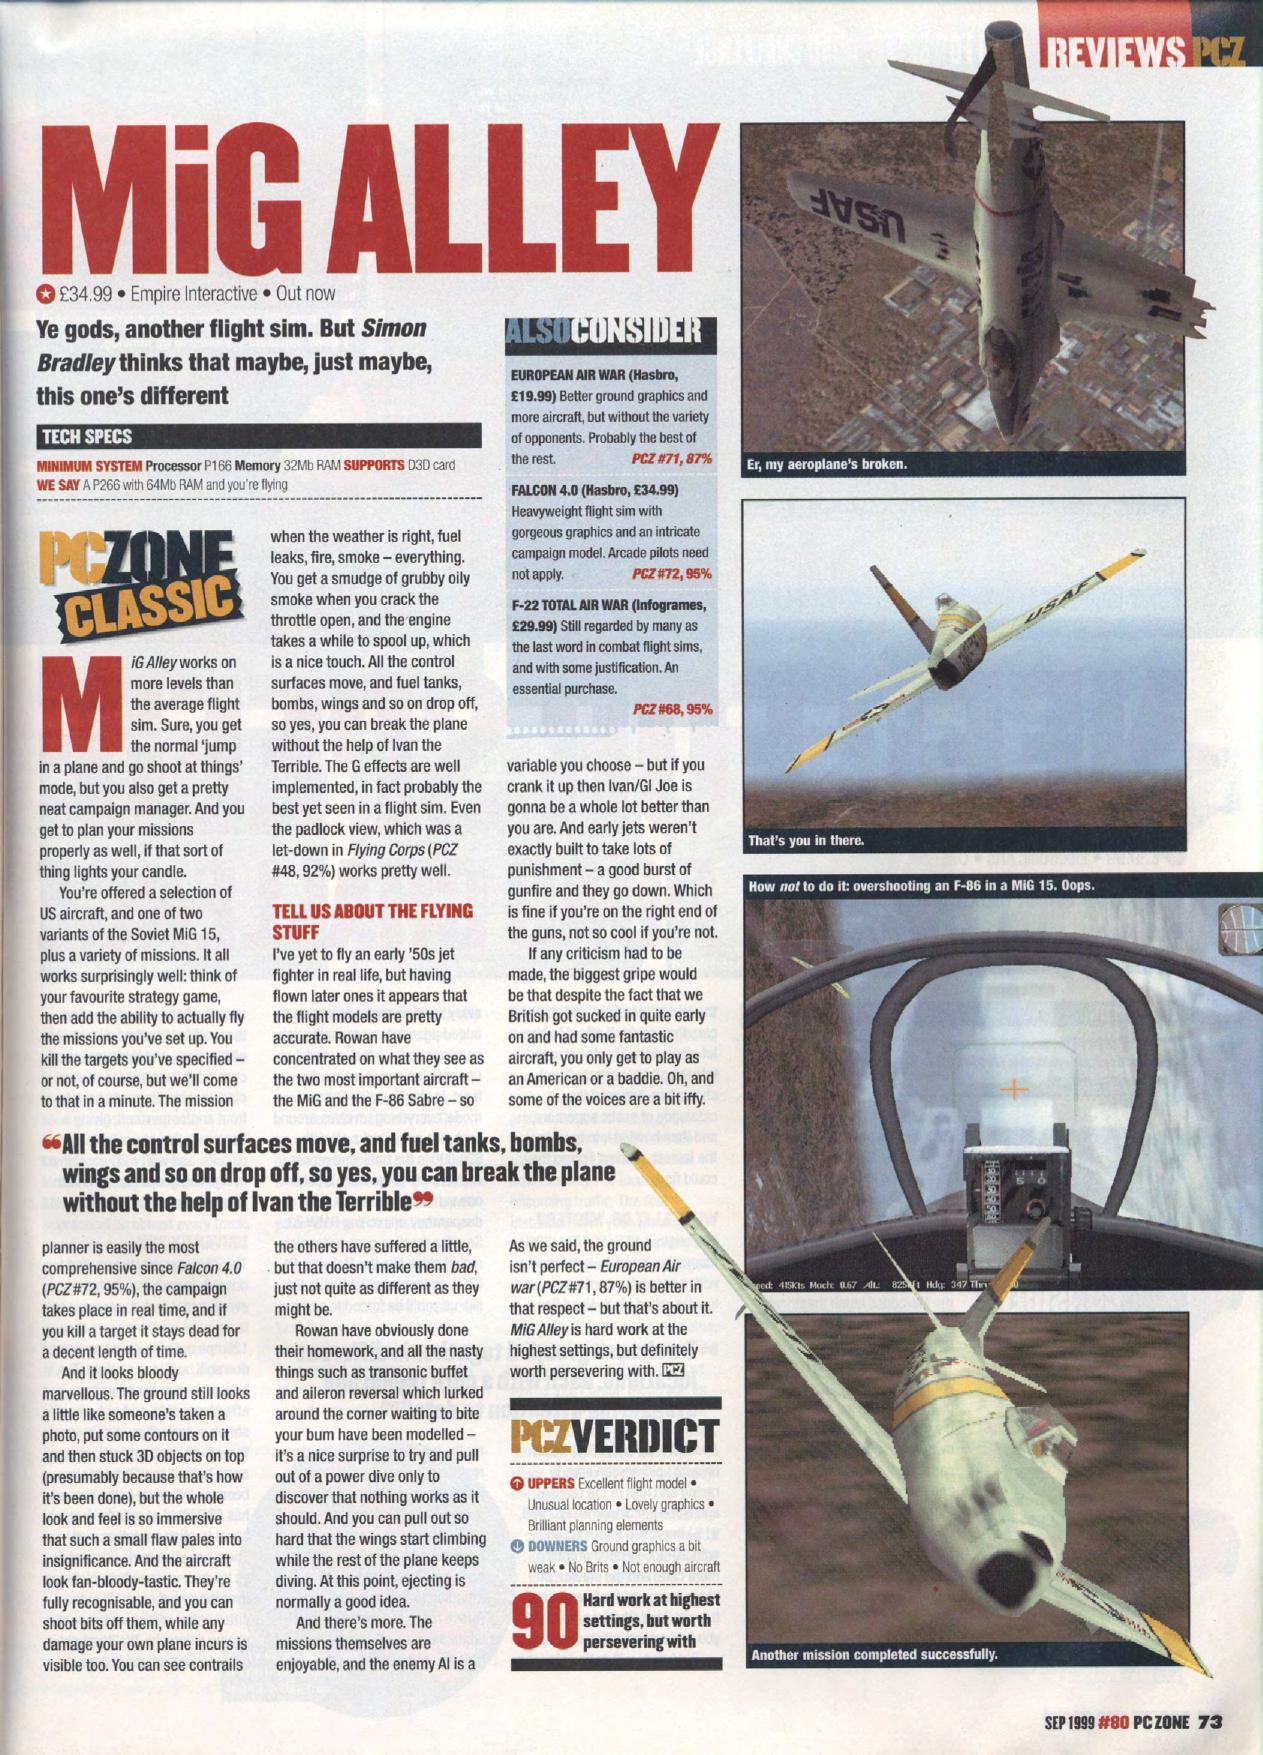 REVIEWS PCZ
MiG ALLEY
£34.99 • Empire Interactive • Out now
Ye gods, another flight sim. But Simon
Bradley thinks that maybe, just maybe,
this one's different
TECH SPECS
MINIMUM SYSTEM Processor P166 Memory 32Mb RAM SUPPORTS D3D card
WE SAY A P266 with 64Mb RAM and you're flying
PCZONE
CLASSIC
MiG Alley works on
more levels than
the average flight
sim. Sure, you get
the normal 'jump
in a plane and go shoot at things'
mode, but you also get a pretty
neat campaign manager. And you
get to plan your missions
properly as well, if that sort of
thing lights your candle.
You're offered a selection of
US aircraft, and one of two
variants of the Soviet MiG 15,
plus a variety of missions. It all
works surprisingly well: think of
your favourite strategy game,
then add the ability to actually fly
the missions you've set up. You
kill the targets you've specified –
or not, of course, but we'll come
to that in a minute. The mission
planner is easily the most
comprehensive since Falcon 4.0
(PCZ #72, 95%), the campaign
takes place in real time, and if
you kill a target it stays dead for
a decent length of time.
And it looks bloody
marvellous. The ground still looks
a little like someone's taken a
photo, put some contours on it
and then stuck 3D objects on top
(presumably because that's how
it's been done), but the whole
look and feel is so immersive
that such a small flaw pales into
insignificance. And the aircraft
look fan-bloody-tastic. They're
fully recognisable, and you can
shoot bits off them, while any
damage your own plane incurs is
visible too. You can see contrails
when the weather is right, fuel
leaks, fire, smoke – everything.
You get a smudge of grubby oily
smoke when you crack the
throttle open, and the engine
takes a while to spool up, which
is a nice touch. All the control
surfaces move, and fuel tanks,
bombs, wings and so on drop off,
so yes, you can break the plane
without the help of Ivan the
Terrible. The G effects are well
implemented, in fact probably the
best yet seen in a flight sim. Even
the padlock view, which was a
let-down in Flying Corps (PCZ
#48, 92%) works pretty well.
TELL US ABOUT THE FLYING
STUFF
I've yet to fly an early '50s jet
fighter in real life, but having
flown later ones it appears that
the flight models are pretty
accurate. Rowan have
concentrated on what they see as
the two most important aircraft –
the MiG and the F-86 Sabre – so
the others have suffered a little,
but that doesn't make them bad,
just not quite as different as they
might be.
Rowan have obviously done
their homework, and all the nasty
things such as transonic buffet
and aileron reversal which lurked
around the corner waiting to bite
your bum have been modelled –
it's a nice surprise to try and pull
out of a power dive only to
discover that nothing works as it
should. And you can pull out so
hard that the wings start climbing
while the rest of the plane keeps
diving. At this point, ejecting is
normally a good idea.
And there's more. The
missions themselves are
enjoyable, and the enemy AI is a
variable you choose – but if you
crank it up then Ivan/GI Joe is
gonna be a whole lot better than
you are. And early jets weren't
exactly built to take lots of
punishment – a good burst of
gunfire and they go down. Which
is fine if you're on the right end of
the guns, not so cool if you're not.
If any criticism had to be
made, the biggest gripe would
be that despite the fact that we
British got sucked in quite early
on and had some fantastic
aircraft, you only get to play as
an American or a baddie. Oh, and
some of the voices are a bit iffy.
As we said, the ground
isn't perfect – European Air
war (PCZ #71, 87%) is better in
that respect – but that's about it.
MiG Alley is hard work at the
highest settings, but definitely
worth persevering with. PCZ
"All the control surfaces move, and fuel tanks, bombs,
wings and so on drop off, so yes, you can break the plane
without the help of Ivan the Terrible"
ALSO CONSIDER
EUROPEAN AIR WAR (Hasbro,
£19.99) Better ground graphics and
more aircraft, but without the variety
of opponents. Probably the best of
the rest. PCZ #71, 87%
FALCON 4.0 (Hasbro, £34.99)
Heavyweight flight sim with
gorgeous graphics and an intricate
campaign model. Arcade pilots need
not apply. PCZ #72, 95%
F-22 TOTAL AIR WAR (Infogrames,
£29.99) Still regarded by many as
the last word in combat flight sims,
and with some justification. An
essential purchase.
PCZ #68, 95%
PCZVERDICT
UPPERS Excellent flight model •
Unusual location • Lovely graphics •
Brilliant planning elements
DOWNERS Ground graphics a bit
weak • No Brits • Not enough aircraft
90
Hard work at highest
settings, but worth
persevering with
USAF
Er, my aeroplane's broken.
USAF
That's you in there.
How not to do it: overshooting an F-86 in a MiG 15. Oops.
415Kts Mach: 0.67 Alt: Hdg: 347
Another mission completed successfully.
SEP 1999 #80 PC ZONE 73